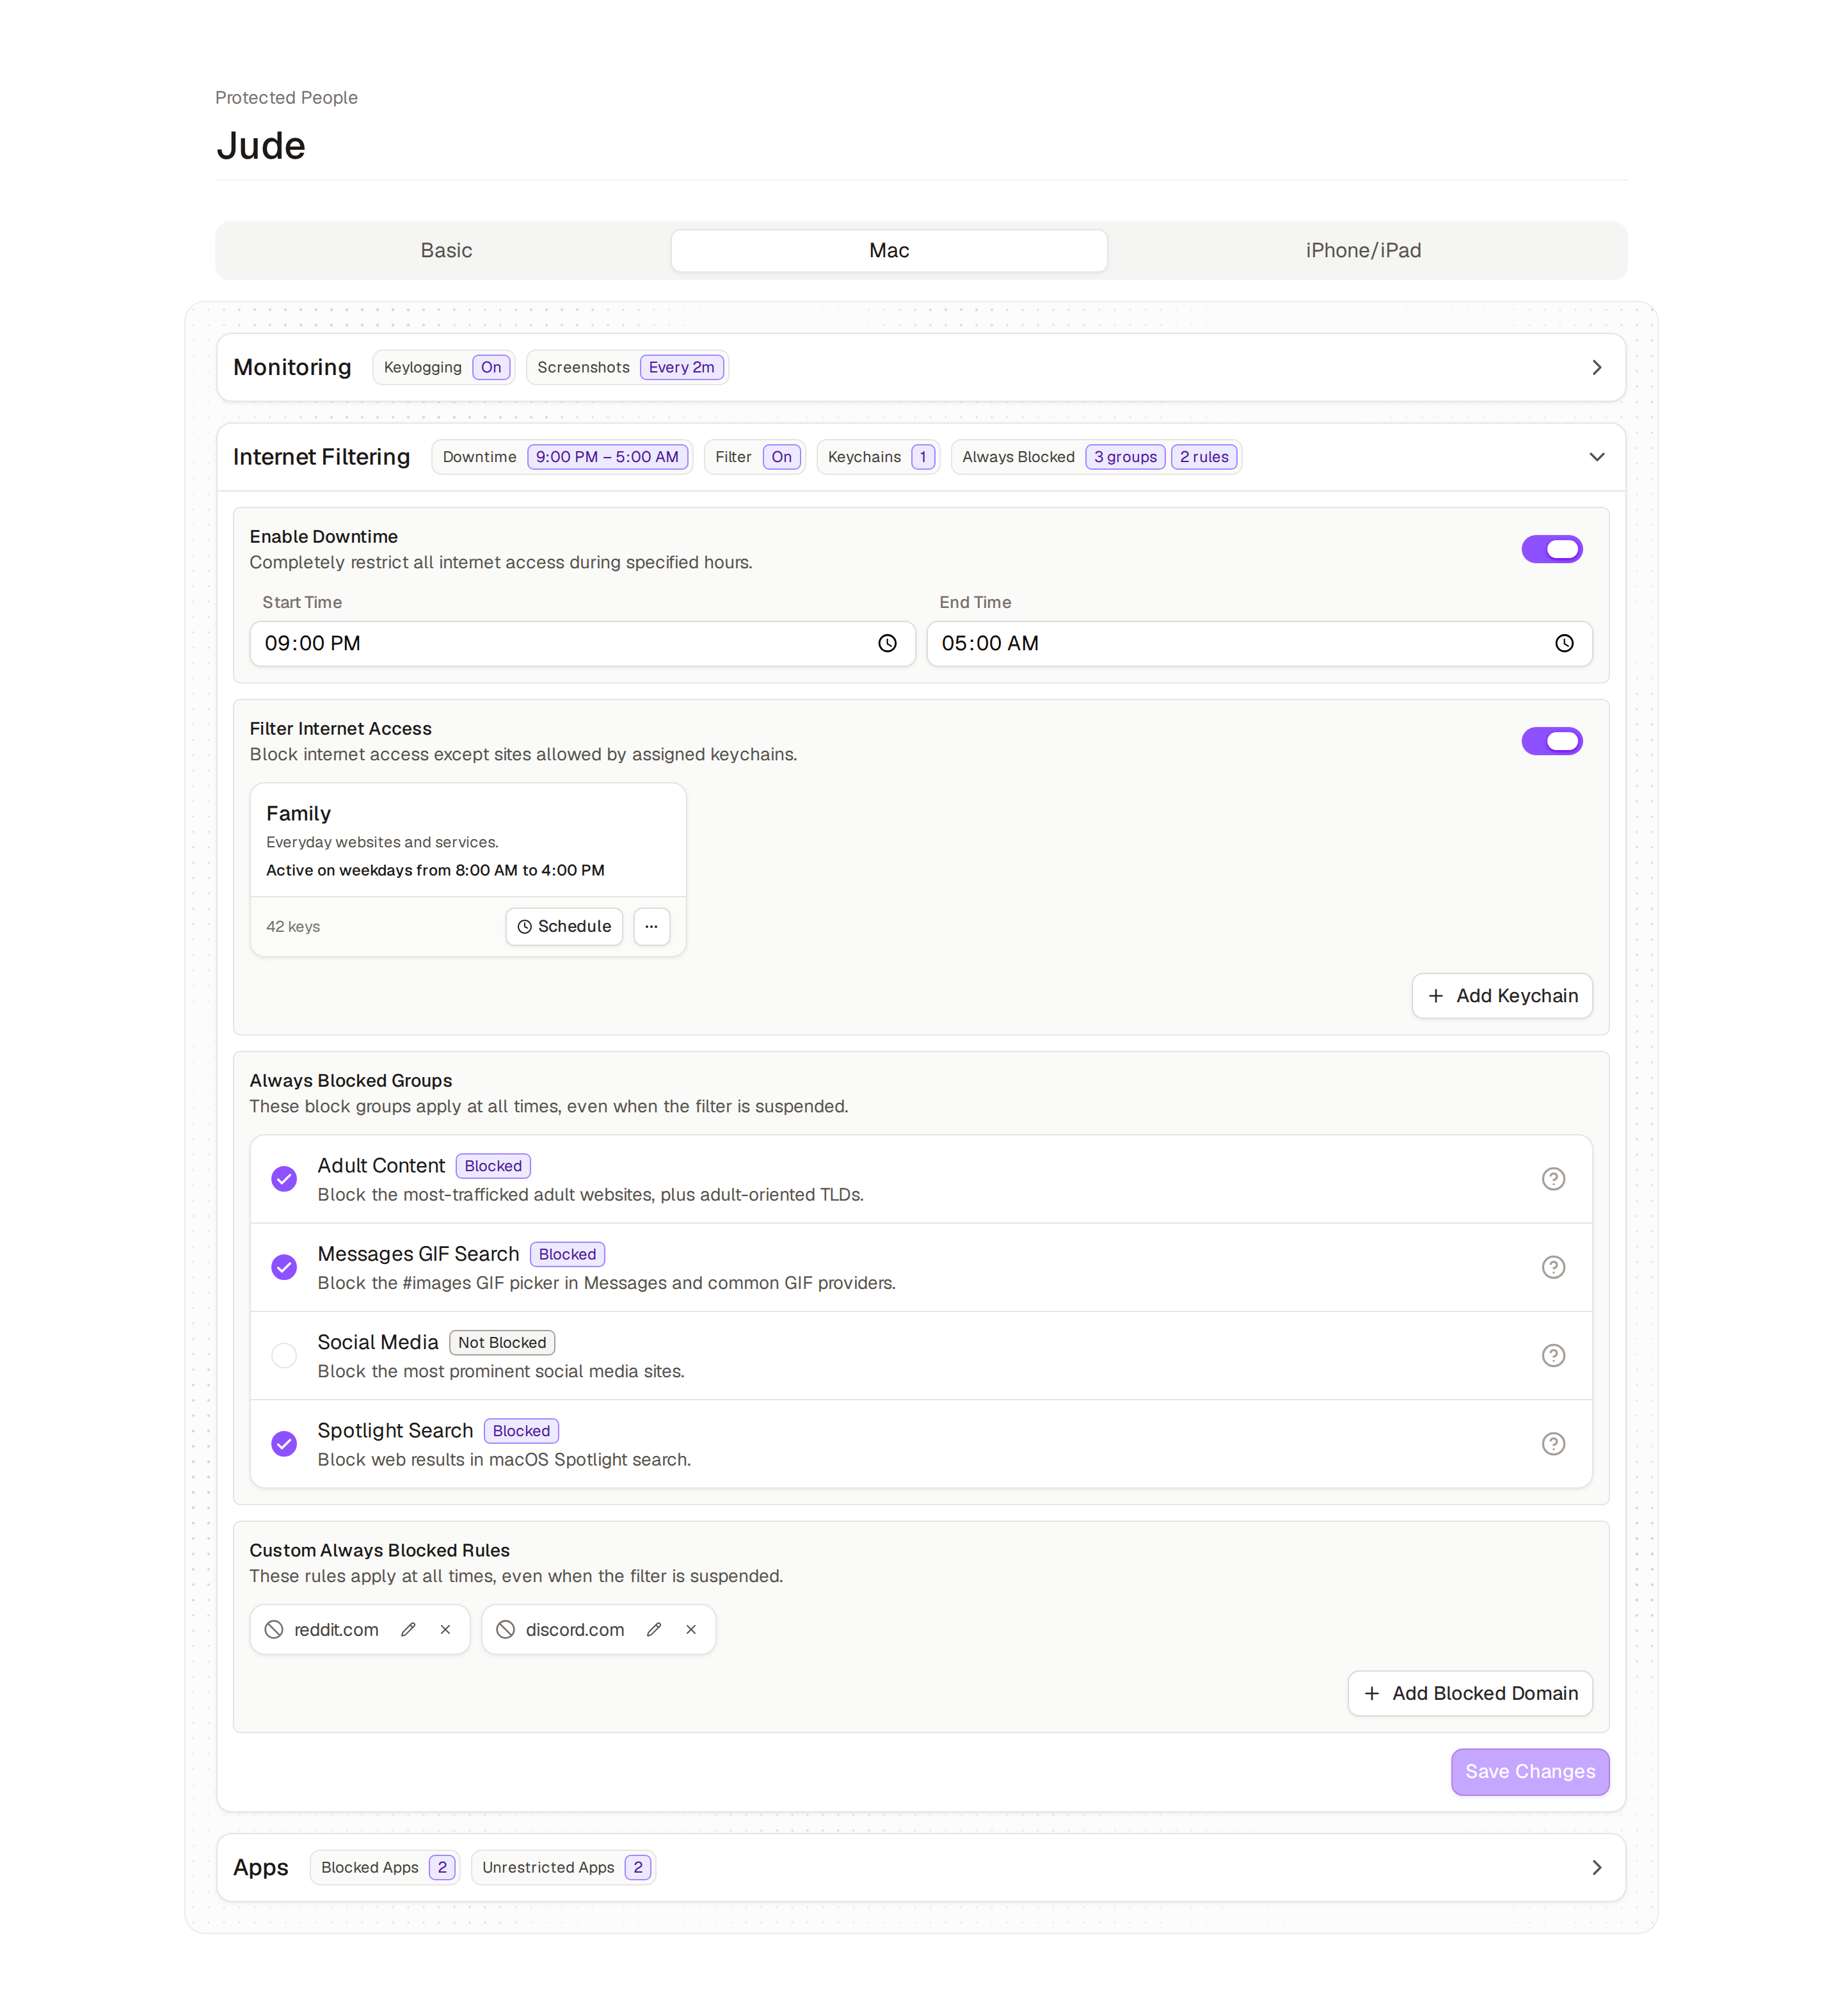 Protected People
Jude
Basic Mac iPhone/iPad
Monitoring Keylogging On Screenshots Every 2m
Internet Filtering Downtime 9:00 PM – 5:00 AM Filter On Keychains 1 Always Blocked 3 groups 2 rules
Enable Downtime
Completely restrict all internet access during specified hours.
Start Time End Time
09:00 PM 05:00 AM
Filter Internet Access
Block internet access except sites allowed by assigned keychains.
Family
Everyday websites and services.
Active on weekdays from 8:00 AM to 4:00 PM
42 keys Schedule ...
+ Add Keychain
Always Blocked Groups
These block groups apply at all times, even when the filter is suspended.
Adult Content Blocked
Block the most-trafficked adult websites, plus adult-oriented TLDs.
Messages GIF Search Blocked
Block the #images GIF picker in Messages and common GIF providers.
Social Media Not Blocked
Block the most prominent social media sites.
Spotlight Search Blocked
Block web results in macOS Spotlight search.
Custom Always Blocked Rules
These rules apply at all times, even when the filter is suspended.
reddit.com discord.com
+ Add Blocked Domain
Save Changes
Apps Blocked Apps 2 Unrestricted Apps 2